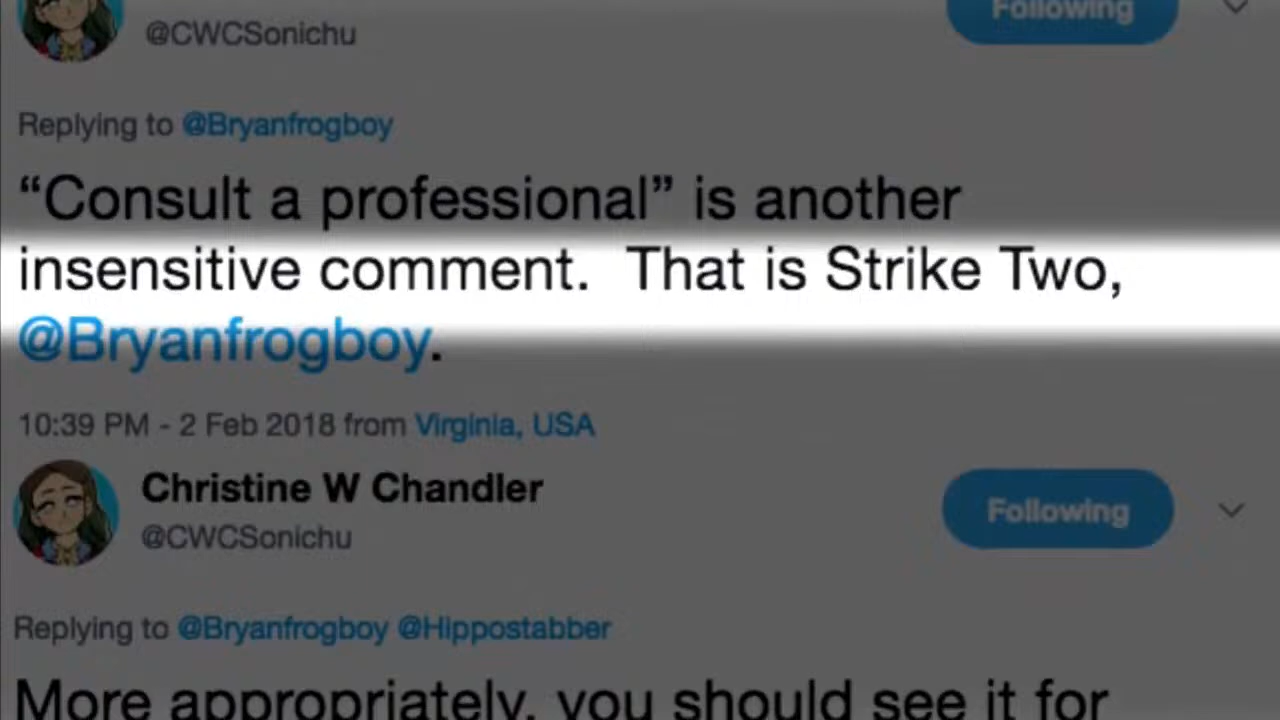 @CWCSonichu
Following
Replying to @Bryanfrogboy
“Consult a professional” is another
insensitive comment.  That is Strike Two,
@Bryanfrogboy.
10:39 PM - 2 Feb 2018 from Virginia, USA
Christine W Chandler
@CWCSonichu
Following
Replying to @Bryanfrogboy @Hippostabber
More appropriately, you should see it for